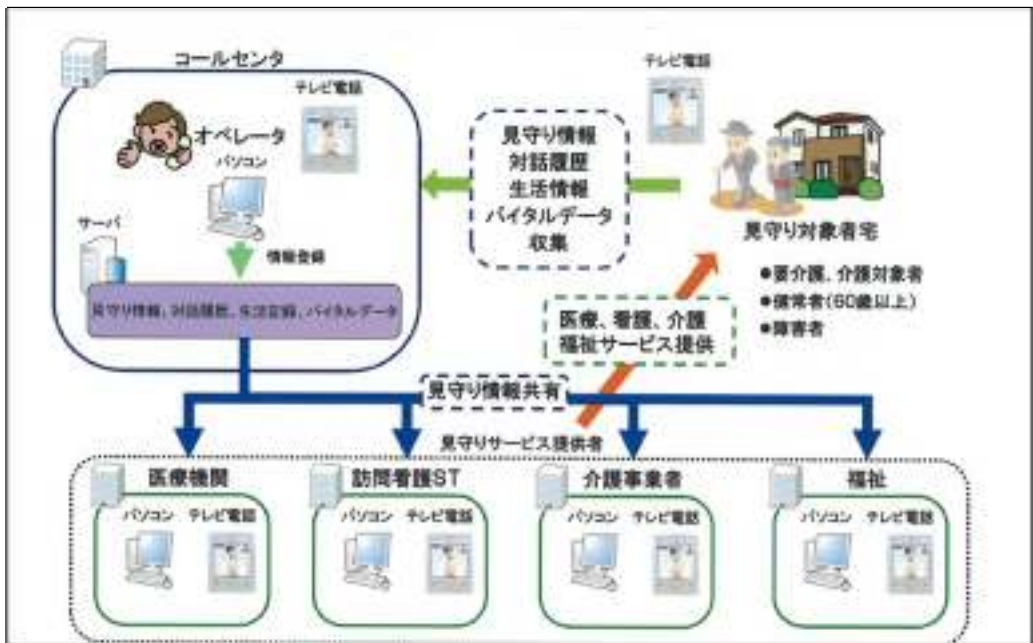 コールセンタ
テレビ電話
オペレータ
パソコン
サーバ
情報登録
見守り情報、対話履歴、生活記録、バイタルデータ
見守り情報
対話履歴
生活情報
バイタルデータ
収集
テレビ電話
見守り対象者宅
●要介護、介護対象者
●健常者(60歳以上)
●障害者
医療、看護、介護
福祉サービス提供
見守り情報共有
見守りサービス提供者
医療機関
パソコン テレビ電話
訪問看護ST
パソコン テレビ電話
介護事業者
パソコン テレビ電話
福祉
パソコン テレビ電話